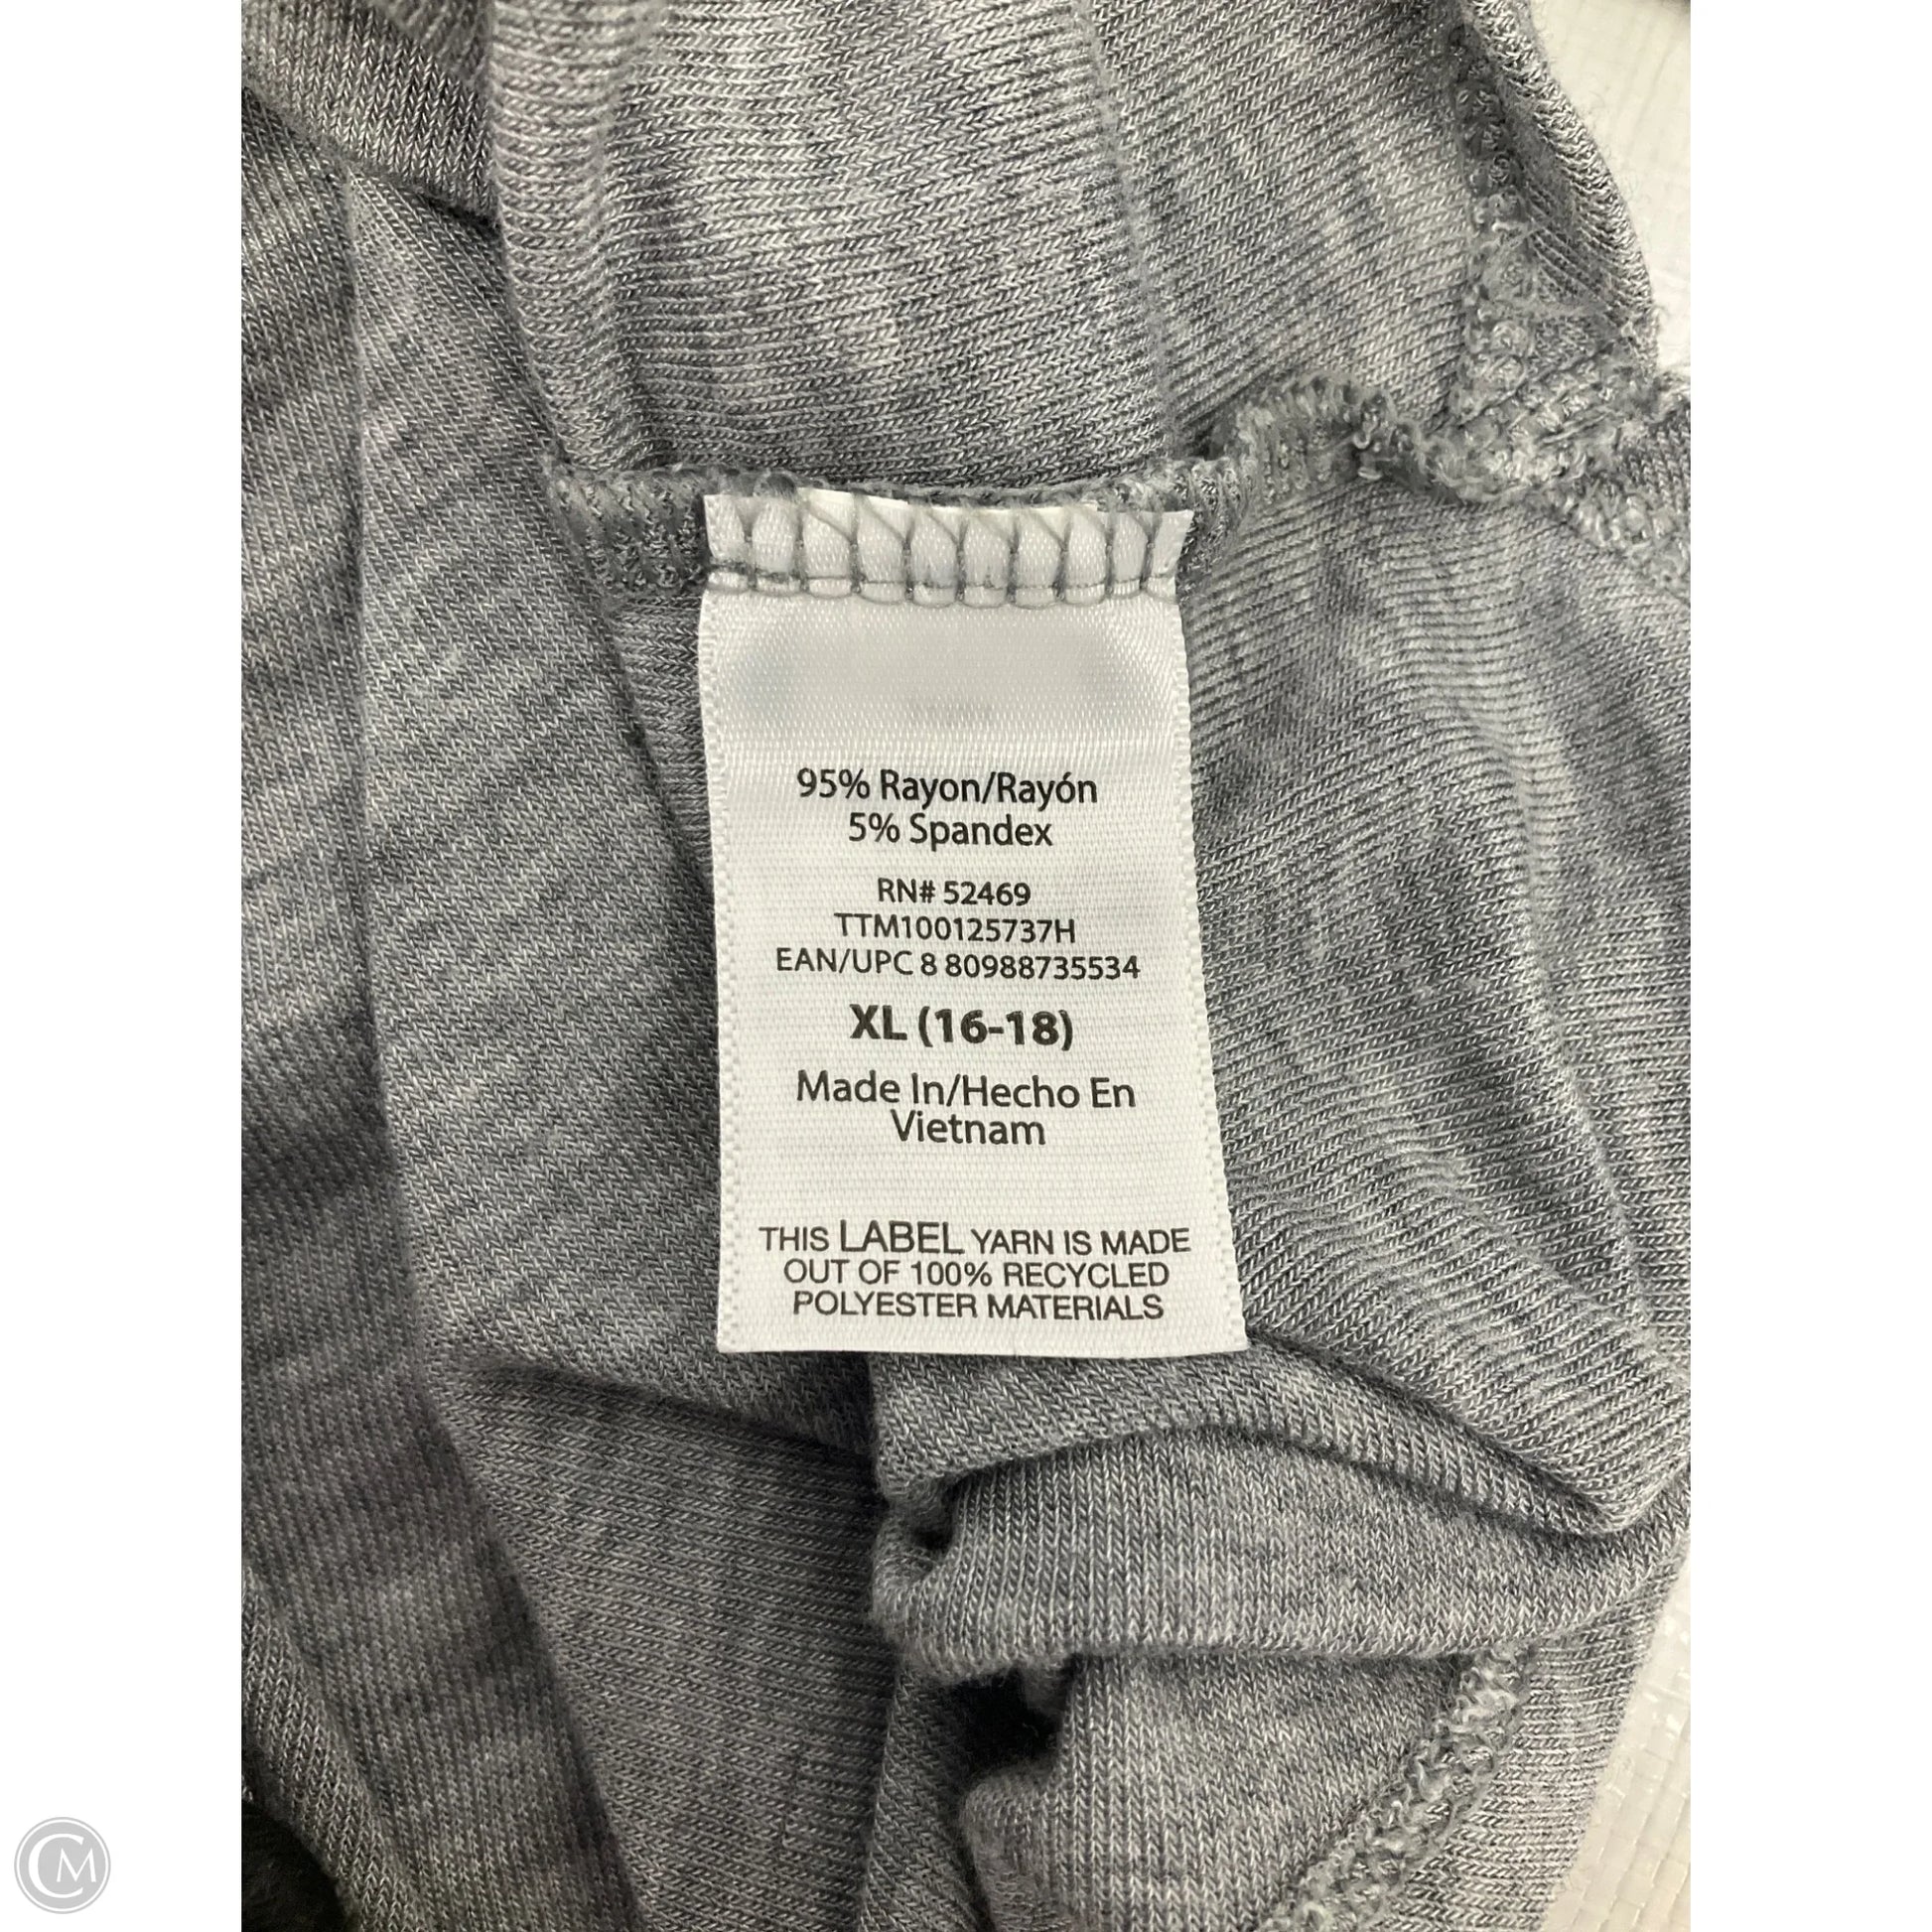 95% Rayon/Rayón
5% Spandex
RN# 52469
TTM100125737H
EAN/UPC 8 80988735534
XL (16-18)
Made In/Hecho En
Vietnam
THIS LABEL YARN IS MADE
OUT OF 100% RECYCLED
POLYESTER MATERIALS
CM